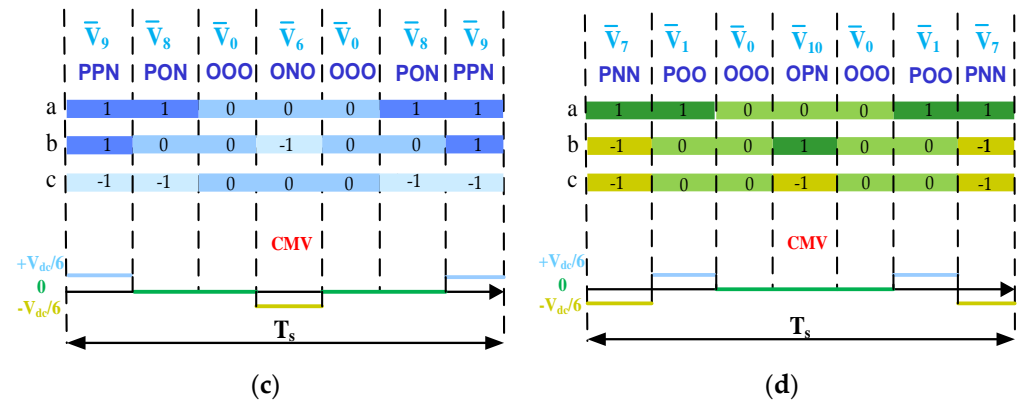 V̄9 V̄8 V̄0 V̄6 V̄0 V̄8 V̄9
PPN PON OOO ONO OOO PON PPN
a 1 1 0 0 0 1 1
b 1 0 0 -1 0 0 1
c -1 -1 0 0 0 -1 -1
CMV
+Vdc/6
0
-Vdc/6
Ts
(c)
V̄7 V̄1 V̄0 V̄10 V̄0 V̄1 V̄7
PNN POO OOO OPN OOO POO PNN
a 1 1 0 0 0 1 1
b -1 0 0 1 0 0 -1
c -1 0 0 -1 0 0 -1
CMV
+Vdc/6
0
-Vdc/6
Ts
(d)